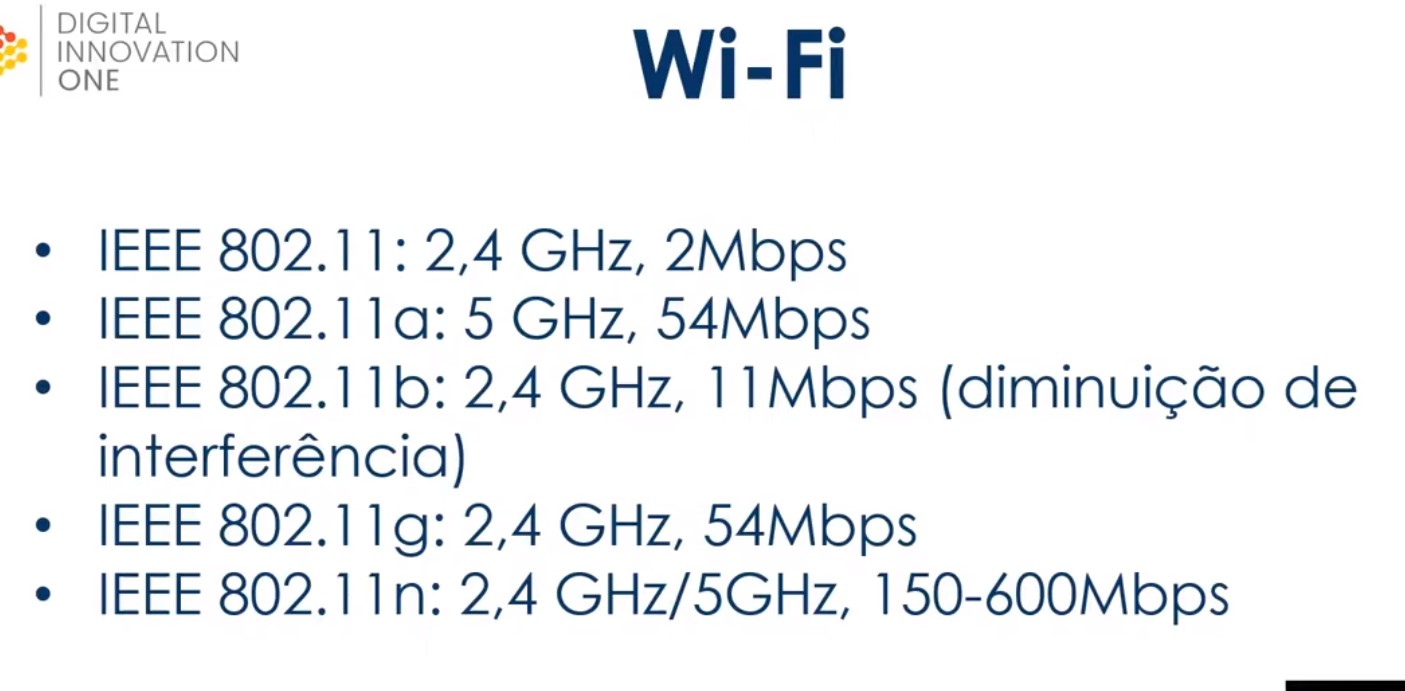 DIGITAL
INNOVATION
ONE
Wi-Fi
• IEEE 802.11: 2,4 GHz, 2Mbps
• IEEE 802.11a: 5 GHz, 54Mbps
• IEEE 802.11b: 2,4 GHz, 11Mbps (diminuição de
interferência)
• IEEE 802.11g: 2,4 GHz, 54Mbps
• IEEE 802.11n: 2,4 GHz/5GHz, 150-600Mbps